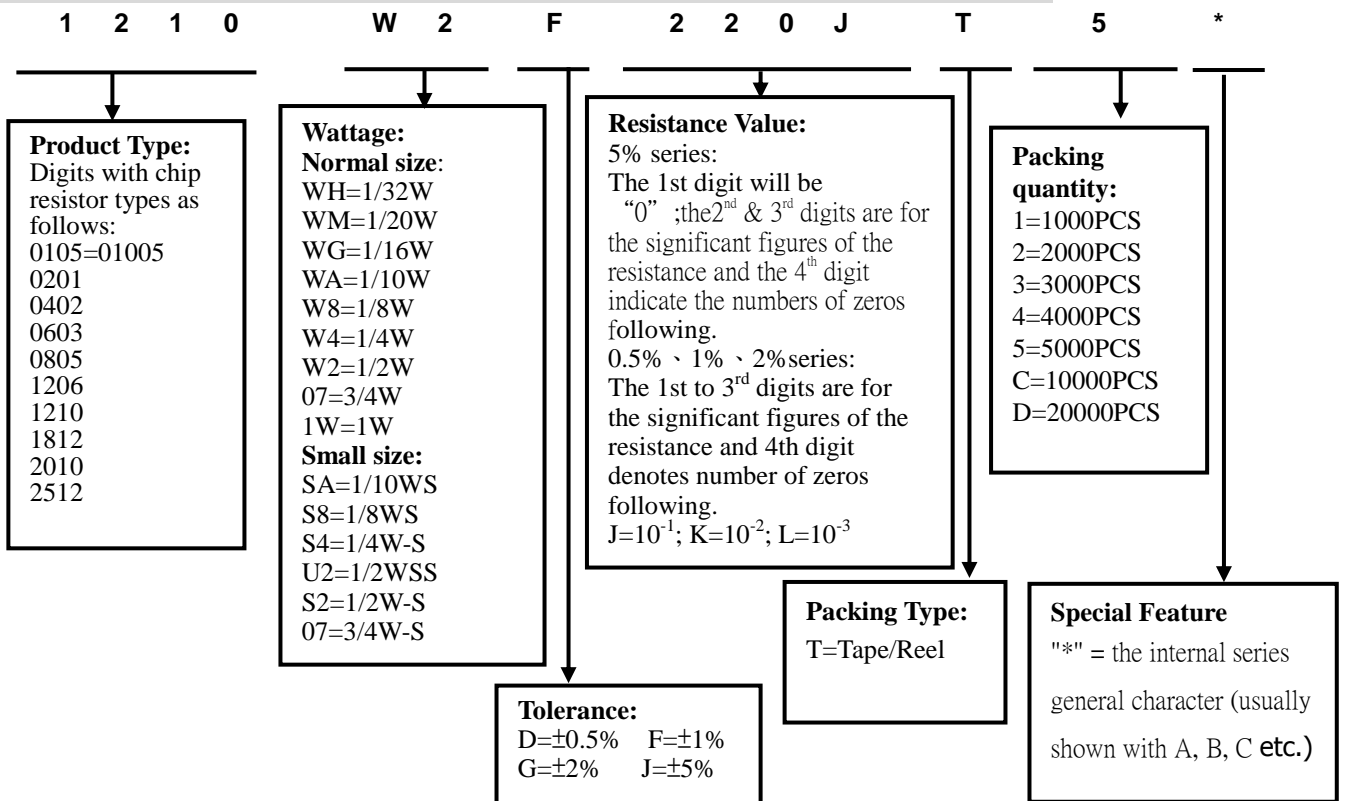 1 2 1 0 W 2 F 2 2 0 J T 5 *
Product Type:
Digits with chip
resistor types as
follows:
0105=01005
0201
0402
0603
0805
1206
1210
1812
2010
2512
Wattage:
Normal size:
WH=1/32W
WM=1/20W
WG=1/16W
WA=1/10W
W8=1/8W
W4=1/4W
W2=1/2W
07=3/4W
1W=1W
Small size:
SA=1/10WS
S8=1/8WS
S4=1/4W-S
U2=1/2WSS
S2=1/2W-S
07=3/4W-S
Tolerance:
D=±0.5% F=±1%
G=±2% J=±5%
Resistance Value:
5% series:
The 1st digit will be
“0” ;the2nd & 3rd digits are for
the significant figures of the
resistance and the 4th digit
indicate the numbers of zeros
following.
0.5%、1%、2%series:
The 1st to 3rd digits are for
the significant figures of the
resistance and 4th digit
denotes number of zeros
following.
J=10-1; K=10-2; L=10-3
Packing Type:
T=Tape/Reel
Packing
quantity:
1=1000PCS
2=2000PCS
3=3000PCS
4=4000PCS
5=5000PCS
C=10000PCS
D=20000PCS
Special Feature
"*" = the internal series
general character (usually
shown with A, B, C etc.)